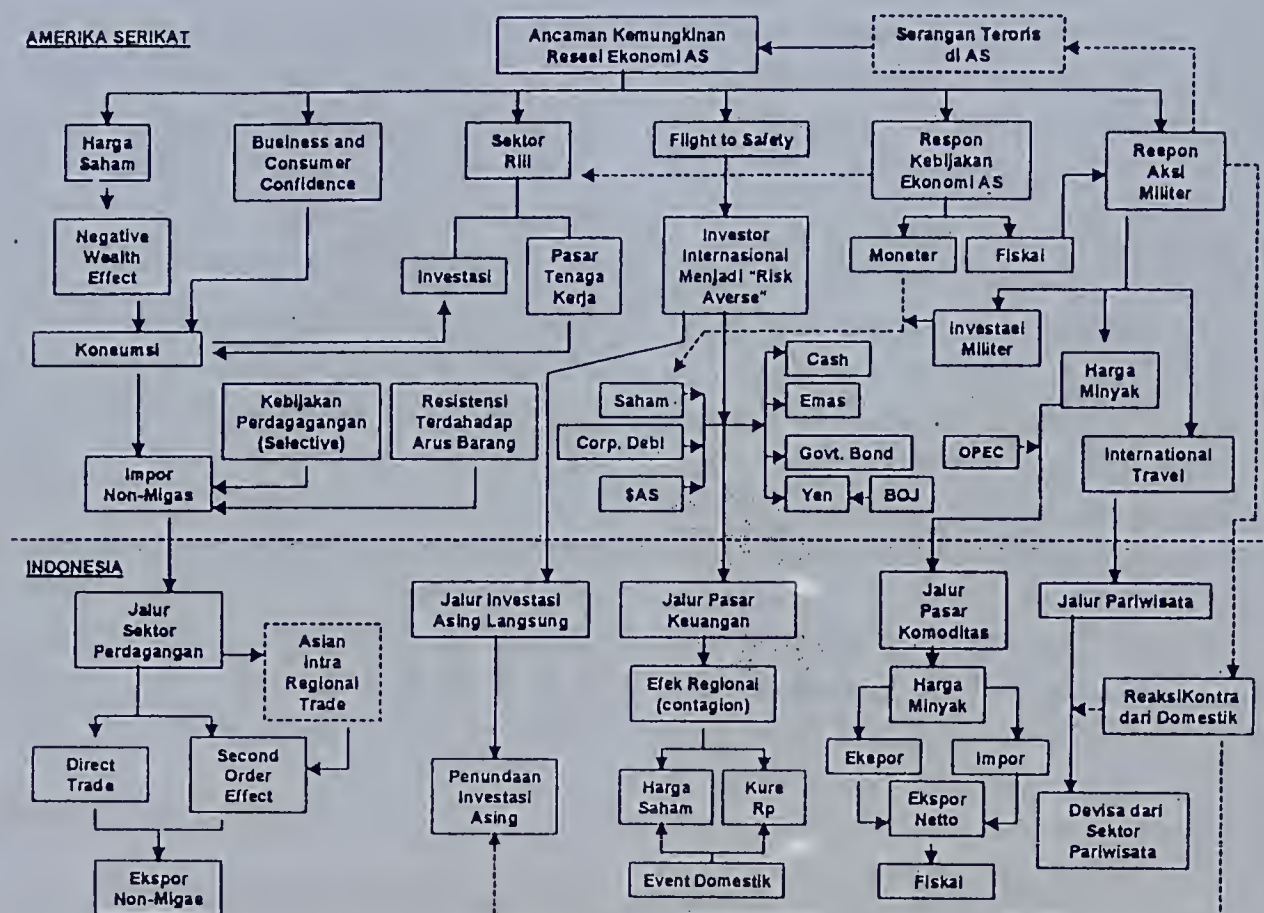 AMERIKA SERIKAT
Ancaman Kemungkinan
Resesi Ekonomi AS
Serangan Teroris
di AS
Harga
Saham
Business and
Consumer
Confidence
Sektor
Riil
Flight to Safety
Respon
Kebijakan
Ekonomi AS
Respon
Aksi
Militer
Negative
Wealth
Effect
Investasi
Pasar
Tenaga
Kerja
Investor
Internasional
Menjadi "Risk
Averse"
Moneter
Fiskal
Konsumsi
Investasi
Militer
Harga
Minyak
Kebijakan
Perdagagangan
(Selective)
Resistensi
Terdahadap
Arus Barang
Saham
Corp. Debt
$AS
Cash
Emas
Govt. Bond
Yen
BOJ
OPEC
International
Travel
Impor
Non-Migas
INDONESIA
Jalur
Sektor
Perdagangan
Asian
Intra
Regional
Trade
Jalur Investasi
Asing Langsung
Jalur Pasar
Keuangan
Jalur
Pasar
Komoditas
Jalur Pariwisata
Efek Regional
(contagion)
Harga
Minyak
ReaksiKontra
dari Domestik
Direct
Trade
Second
Order
Effect
Penundaan
Investasi
Asing
Harga
Saham
Kurs
Rp
Ekspor
Impor
Ekspor
Netto
Devisa dari
Sektor
Pariwisata
Ekspor
Non-Migas
Event Domestik
Fiskal